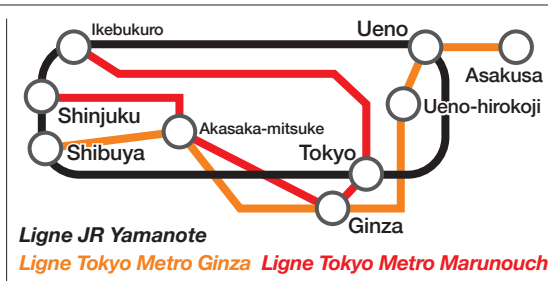 Ikebukuro
Ueno
Asakusa
Shinjuku
Ueno-hirokoji
Akasaka-mitsuke
Shibuya
Tokyo
Ginza
Ligne JR Yamanote
Ligne Tokyo Metro Ginza Ligne Tokyo Metro Marunouch